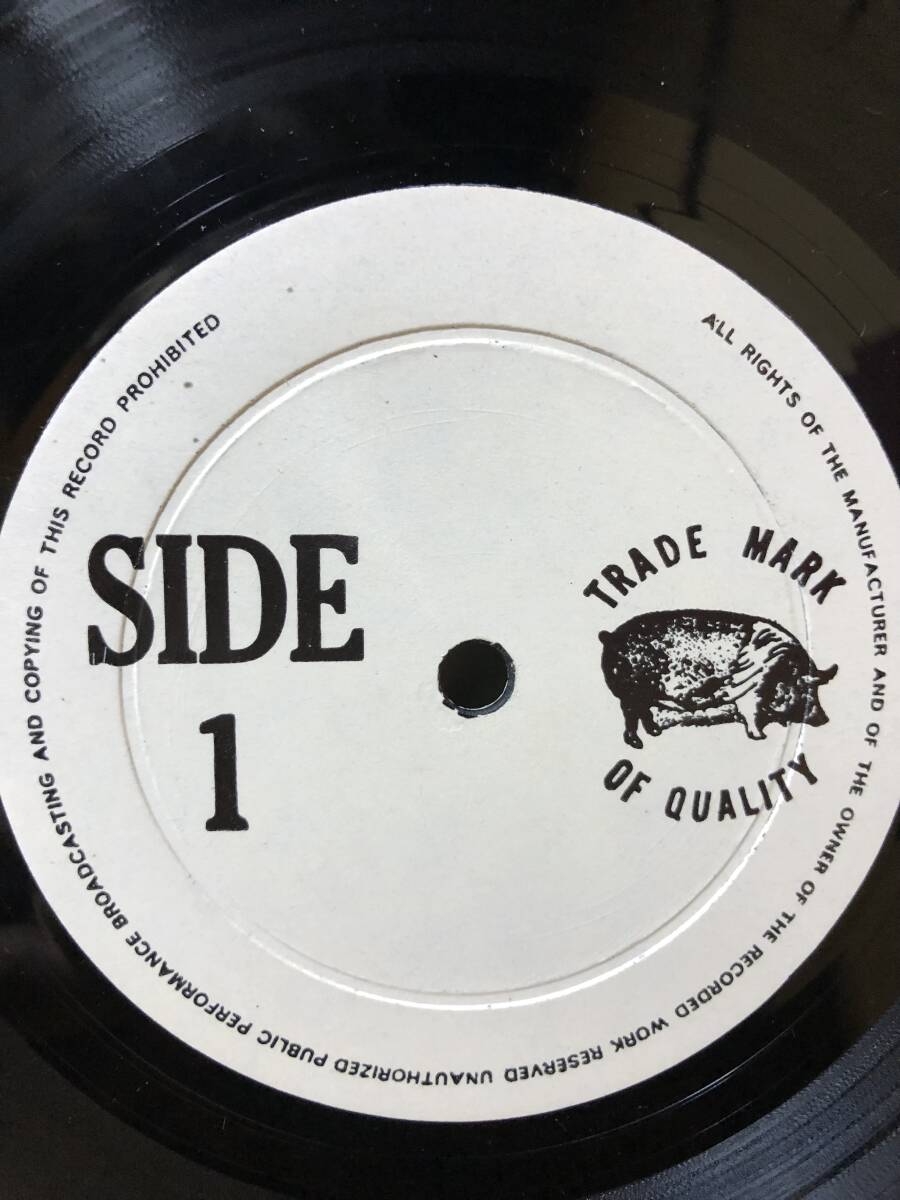 SIDE
1
TRADE MARK
OF QUALITY
ALL RIGHTS OF THE MANUFACTURER AND OF THE OWNER OF THE RECORDED WORK RESERVED UNAUTHORIZED PUBLIC PERFORMANCE BROADCASTING AND COPYING OF THIS RECORD PROHIBITED